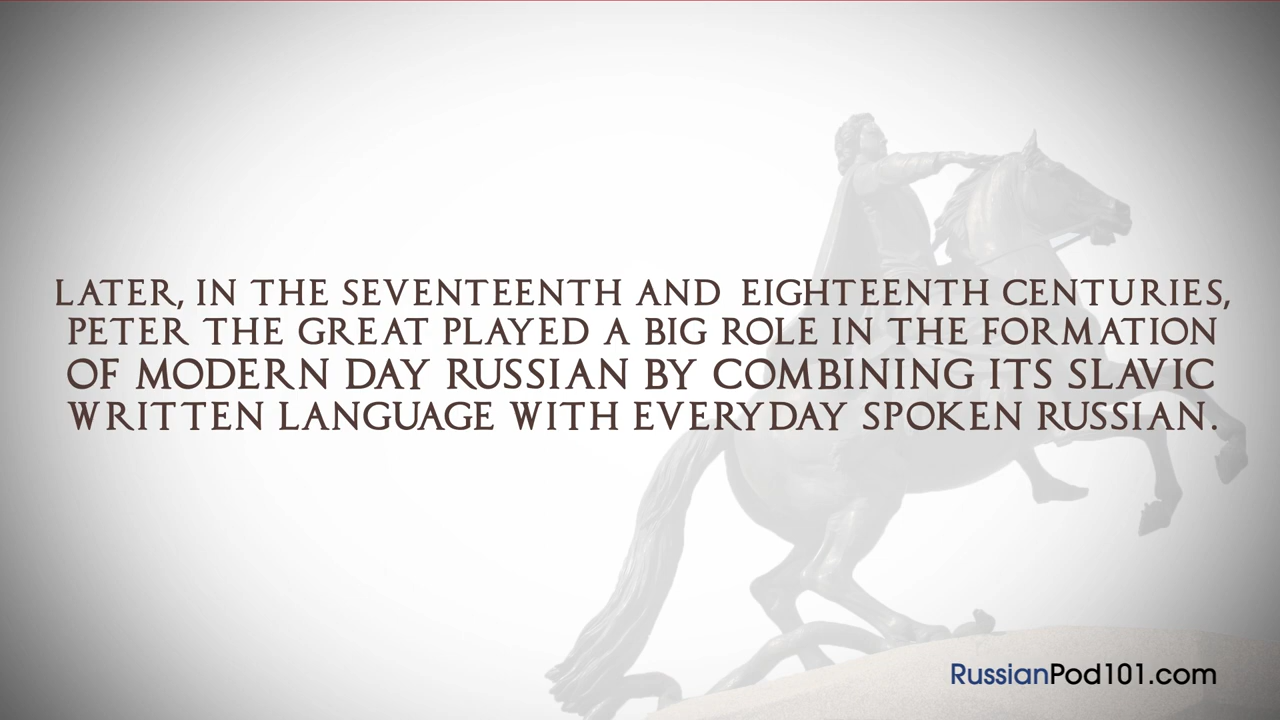 LATER, IN THE SEVENTEENTH AND EIGHTEENTH CENTURIES,
PETER THE GREAT PLAYED A BIG ROLE IN THE FORMATION
OF MODERN DAY RUSSIAN BY COMBINING ITS SLAVIC
WRITTEN LANGUAGE WITH EVERYDAY SPOKEN RUSSIAN.
RussianPod101.com